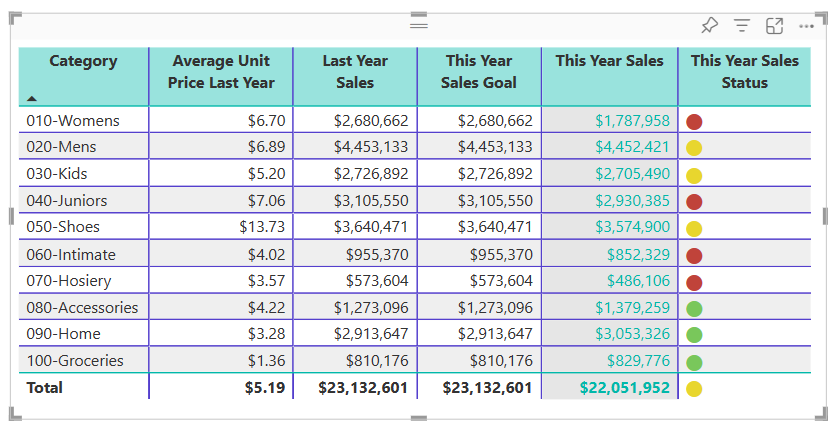 Category Average Unit Price Last Year Last Year Sales This Year Sales Goal This Year Sales This Year Sales Status
010-Womens $6.70 $2,680,662 $2,680,662 $1,787,958
020-Mens $6.89 $4,453,133 $4,453,133 $4,452,421
030-Kids $5.20 $2,726,892 $2,726,892 $2,705,490
040-Juniors $7.06 $3,105,550 $3,105,550 $2,930,385
050-Shoes $13.73 $3,640,471 $3,640,471 $3,574,900
060-Intimate $4.02 $955,370 $955,370 $852,329
070-Hosiery $3.57 $573,604 $573,604 $486,106
080-Accessories $4.22 $1,273,096 $1,273,096 $1,379,259
090-Home $3.28 $2,913,647 $2,913,647 $3,053,326
100-Groceries $1.36 $810,176 $810,176 $829,776
Total $5.19 $23,132,601 $23,132,601 $22,051,952